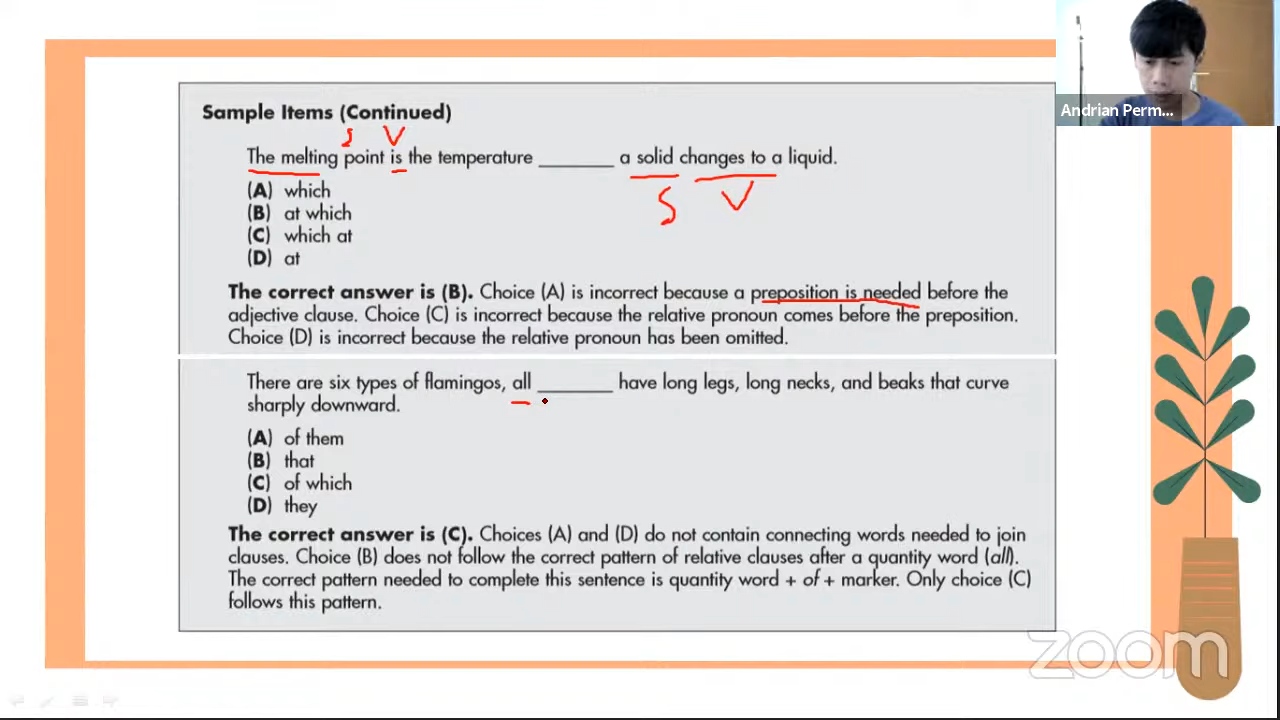 Sample Items (Continued)
S V
The melting point is the temperature ________ a solid changes to a liquid.
S V
(A) which
(B) at which
(C) which at
(D) at
The correct answer is (B). Choice (A) is incorrect because a preposition is needed before the
adjective clause. Choice (C) is incorrect because the relative pronoun comes before the preposition.
Choice (D) is incorrect because the relative pronoun has been omitted.
There are six types of flamingos, all ________ have long legs, long necks, and beaks that curve
sharply downward.
(A) of them
(B) that
(C) of which
(D) they
The correct answer is (C). Choices (A) and (D) do not contain connecting words needed to join
clauses. Choice (B) does not follow the correct pattern of relative clauses after a quantity word (all).
The correct pattern needed to complete this sentence is quantity word + of + marker. Only choice (C)
follows this pattern.
Andrian Perm...
zoom